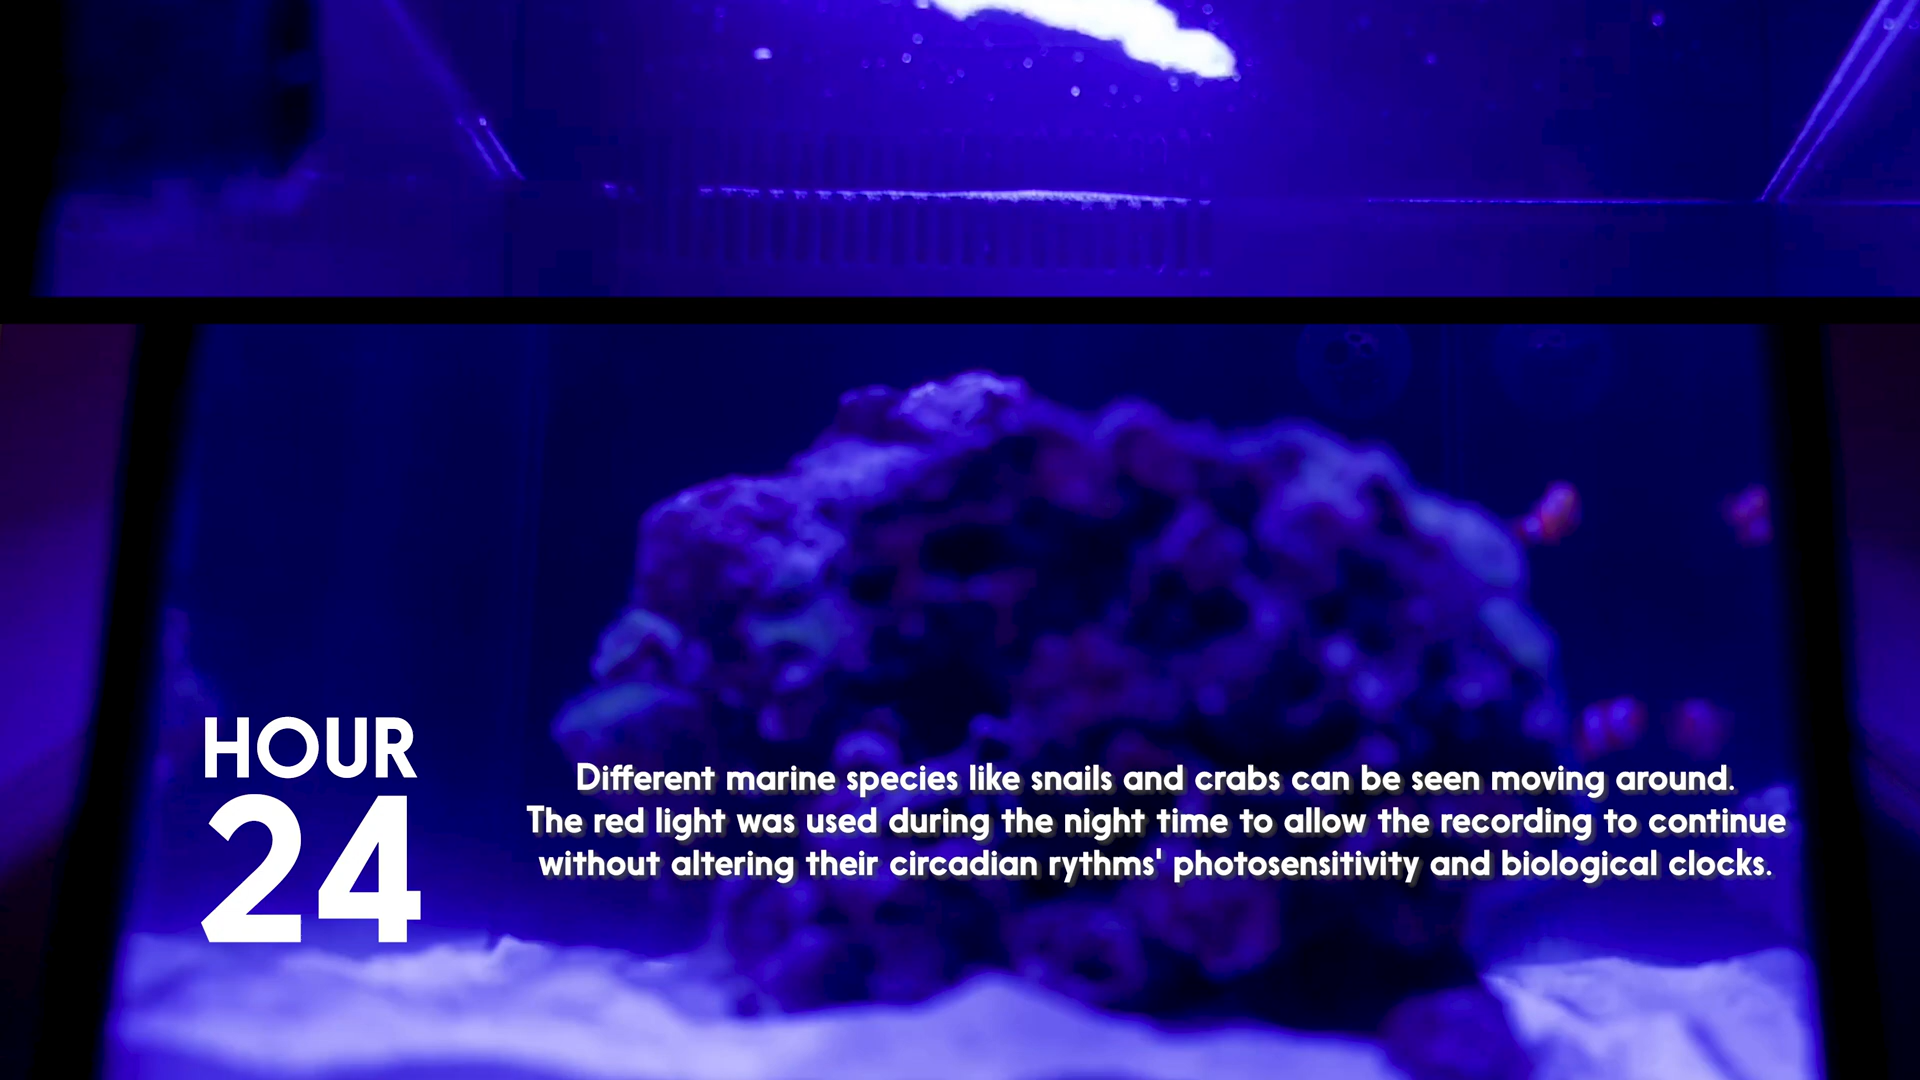 HOUR
24
Different marine species like snails and crabs can be seen moving around.
The red light was used during the night time to allow the recording to continue
without altering their circadian rythms' photosensitivity and biological clocks.